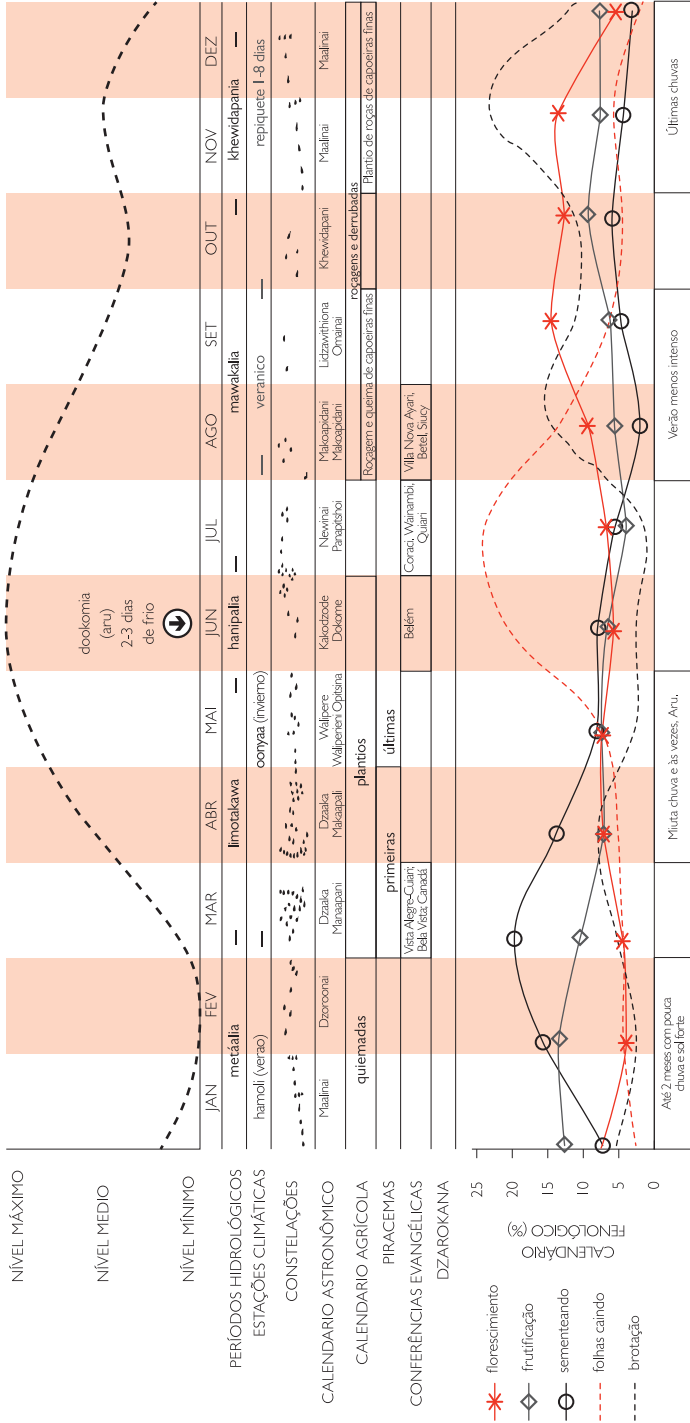 NÍVEL MÁXIMO
NÍVEL MEDIO
NÍVEL MÍNIMO
dookomia
(aru)
2-3 dias
de frio
JAN
FEV
MAR
ABR
MAI
JUN
JUL
AGO
SET
OUT
NOV
DEZ
PERÍODOS HIDROLÓGICOS
metáalia
limotakawa
hanipalia
mawakalia
khewidapania
ESTAÇÕES CLIMÁTICAS
hamoli (verao)
oonyaa (invierno)
veranico
repiquete 1-8 dias
CONSTELAÇÕES
CALENDARIO ASTRONÔMICO
Maalinai
Dzoroonai
Dzaaka
Manaapani
Dzaaka
Makaapali
Walipere
Walipenieni Opitsina
Kakodzode
Dokome
Newinai
Panapitshoi
Makoapidani
Makoapidani
Lidzawithiona
Omainai
Khewidapani
Maalinai
Maalinai
CALENDARIO AGRÍCOLA
quiemadas
plantios
Roçagem e queima de capoeiras finas
roçagens e derrubadas
Plantio de roças de capoeiras finas
PIRACEMAS
primeiras
últimas
CONFERÊNCIAS EVANGÉLICAS
Vista Alegre-Cuiari;
Bela Vista; Canadá
Belém
Coraci, Wainambi,
Quiari
Villa Nova Ayari,
Betel, Siucy
DZAROKANA
CALENDÁRIO
FENOLÓGICO (%)
25
20
15
10
5
0
Até 2 meses com pouca
chuva e sol forte
Miuta chuva e às vezes, Aru.
Verão menos intenso
Últimas chuvas
florescimiento
frutificação
sementeando
folhas caindo
brotação